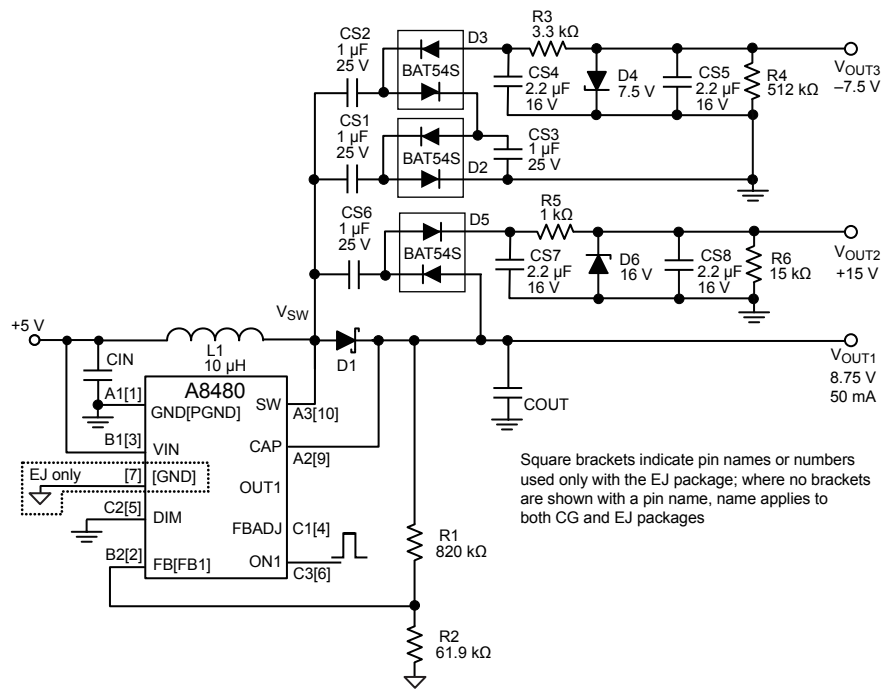 CS2
1 µF
25 V
D3
BAT54S
R3
3.3 kΩ
CS4
2.2 µF
16 V
D4
7.5 V
CS5
2.2 µF
16 V
R4
512 kΩ
VOUT3
–7.5 V
CS1
1 µF
25 V
BAT54S
D2
CS3
1 µF
25 V
CS6
1 µF
25 V
D5
BAT54S
R5
1 kΩ
CS7
2.2 µF
16 V
D6
16 V
CS8
2.2 µF
16 V
R6
15 kΩ
VOUT2
+15 V
+5 V
VSW
L1
10 µH
D1
VOUT1
8.75 V
50 mA
CIN
COUT
A8480
A1[1]
GND[PGND]
SW
A3[10]
B1[3]
VIN
CAP
A2[9]
EJ only
[7]
[GND]
OUT1
C2[5]
DIM
FBADJ
C1[4]
B2[2]
FB[FB1]
ON1
C3[6]
R1
820 kΩ
R2
61.9 kΩ
Square brackets indicate pin names or numbers
used only with the EJ package; where no brackets
are shown with a pin name, name applies to
both CG and EJ packages